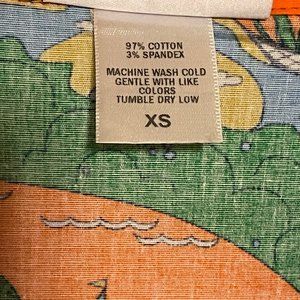 97% COTTON
3% SPANDEX
MACHINE WASH COLD
GENTLE WITH LIKE
COLORS
TUMBLE DRY LOW
XS